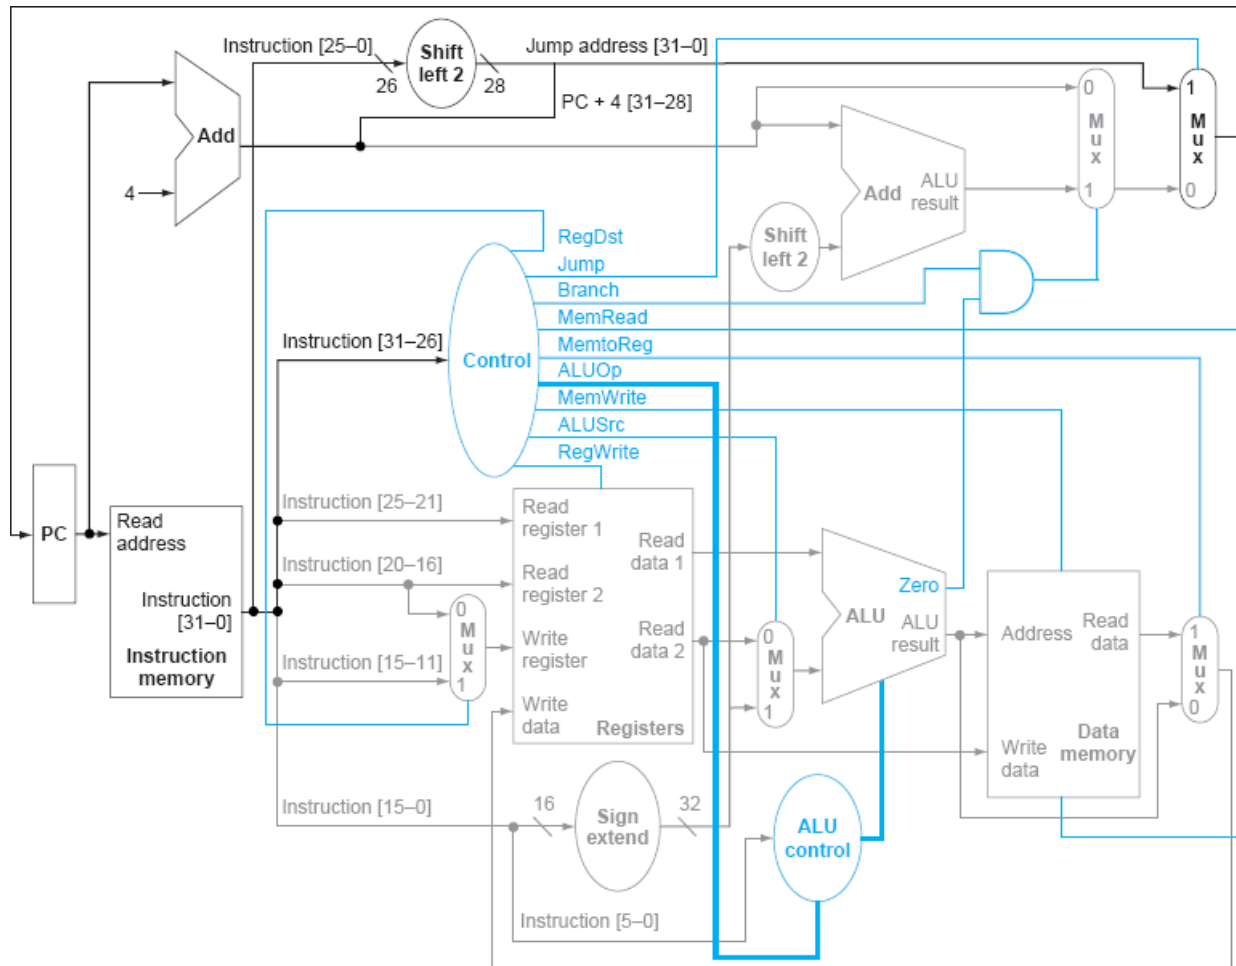 Instruction [25–0]
Shift
left 2
Jump address [31–0]
26
28
PC + 4 [31–28]
Add
4
0
M
u
x
1
1
M
u
x
0
Add
ALU
result
Shift
left 2
RegDst
Jump
Branch
MemRead
MemtoReg
ALUOp
MemWrite
ALUSrc
RegWrite
Instruction [31–26]
Control
PC
Read
address
Instruction
[31–0]
Instruction
memory
Instruction [25–21]
Instruction [20–16]
Instruction [15–11]
0
M
u
x
1
Read
register 1
Read
register 2
Write
register
Write
data
Read
data 1
Read
data 2
Registers
0
M
u
x
1
Zero
ALU
ALU
result
Address
Read
data
Write
data
Data
memory
1
M
u
x
0
Instruction [15–0]
16
Sign
extend
32
ALU
control
Instruction [5–0]